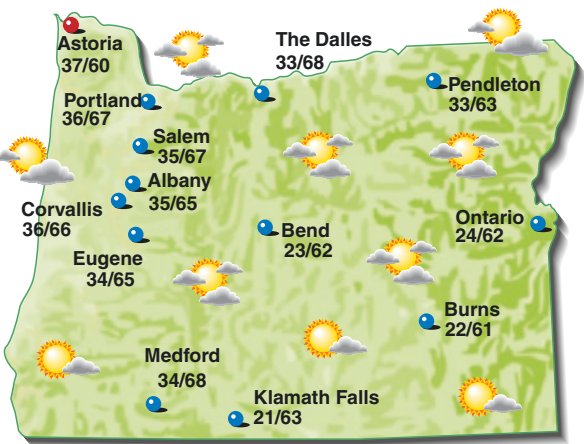 Astoria
37/60
The Dalles
33/68
Pendleton
33/63
Portland
36/67
Salem
35/67
Albany
35/65
Corvallis
36/66
Eugene
34/65
Bend
23/62
Ontario
24/62
Burns
22/61
Medford
34/68
Klamath Falls
21/63